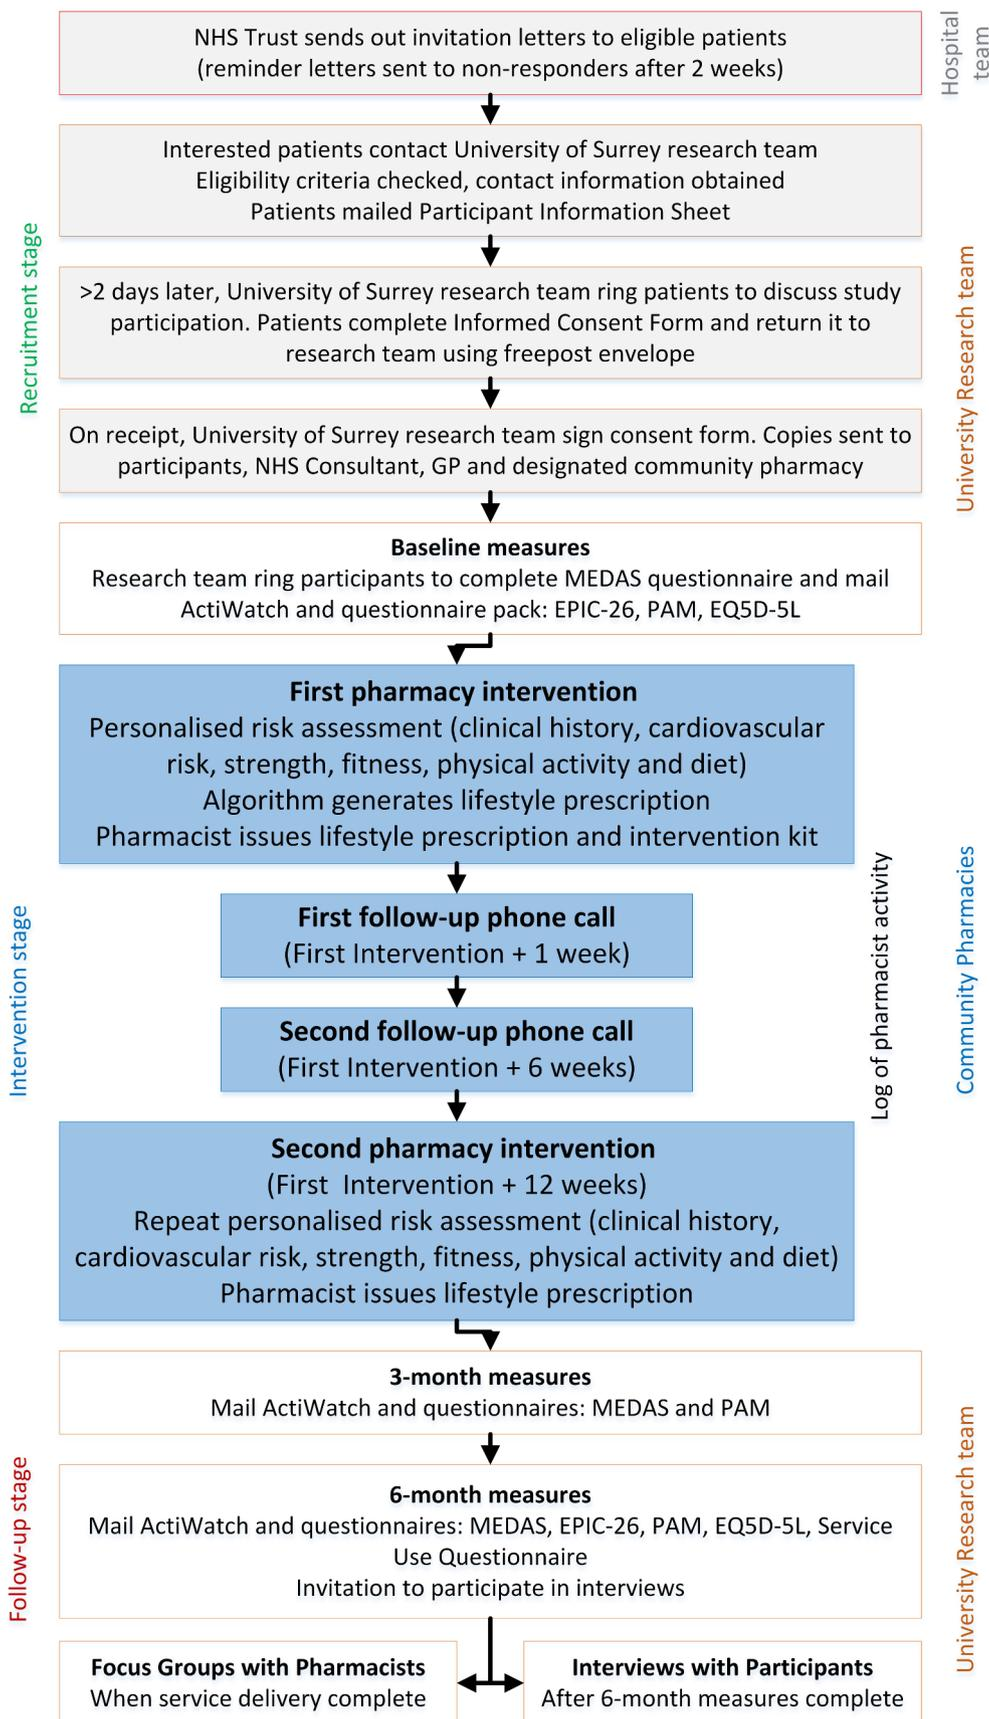 NHS Trust sends out invitation letters to eligible patients
(reminder letters sent to non-responders after 2 weeks)
Hospital
team
Interested patients contact University of Surrey research team
Eligibility criteria checked, contact information obtained
Patients mailed Participant Information Sheet
Recruitment stage
>2 days later, University of Surrey research team ring patients to discuss study
participation. Patients complete Informed Consent Form and return it to
research team using freepost envelope
University Research team
On receipt, University of Surrey research team sign consent form. Copies sent to
participants, NHS Consultant, GP and designated community pharmacy
Baseline measures
Research team ring participants to complete MEDAS questionnaire and mail
ActiWatch and questionnaire pack: EPIC-26, PAM, EQ5D-5L
First pharmacy intervention
Personalised risk assessment (clinical history, cardiovascular
risk, strength, fitness, physical activity and diet)
Algorithm generates lifestyle prescription
Pharmacist issues lifestyle prescription and intervention kit
Intervention stage
First follow-up phone call
(First Intervention + 1 week)
Log of pharmacist activity
Community Pharmacies
Second follow-up phone call
(First Intervention + 6 weeks)
Second pharmacy intervention
(First  Intervention + 12 weeks)
Repeat personalised risk assessment (clinical history,
cardiovascular risk, strength, fitness, physical activity and diet)
Pharmacist issues lifestyle prescription
3-month measures
Mail ActiWatch and questionnaires: MEDAS and PAM
Follow-up stage
6-month measures
Mail ActiWatch and questionnaires: MEDAS, EPIC-26, PAM, EQ5D-5L, Service
Use Questionnaire
Invitation to participate in interviews
University Research team
Focus Groups with Pharmacists
When service delivery complete
Interviews with Participants
After 6-month measures complete